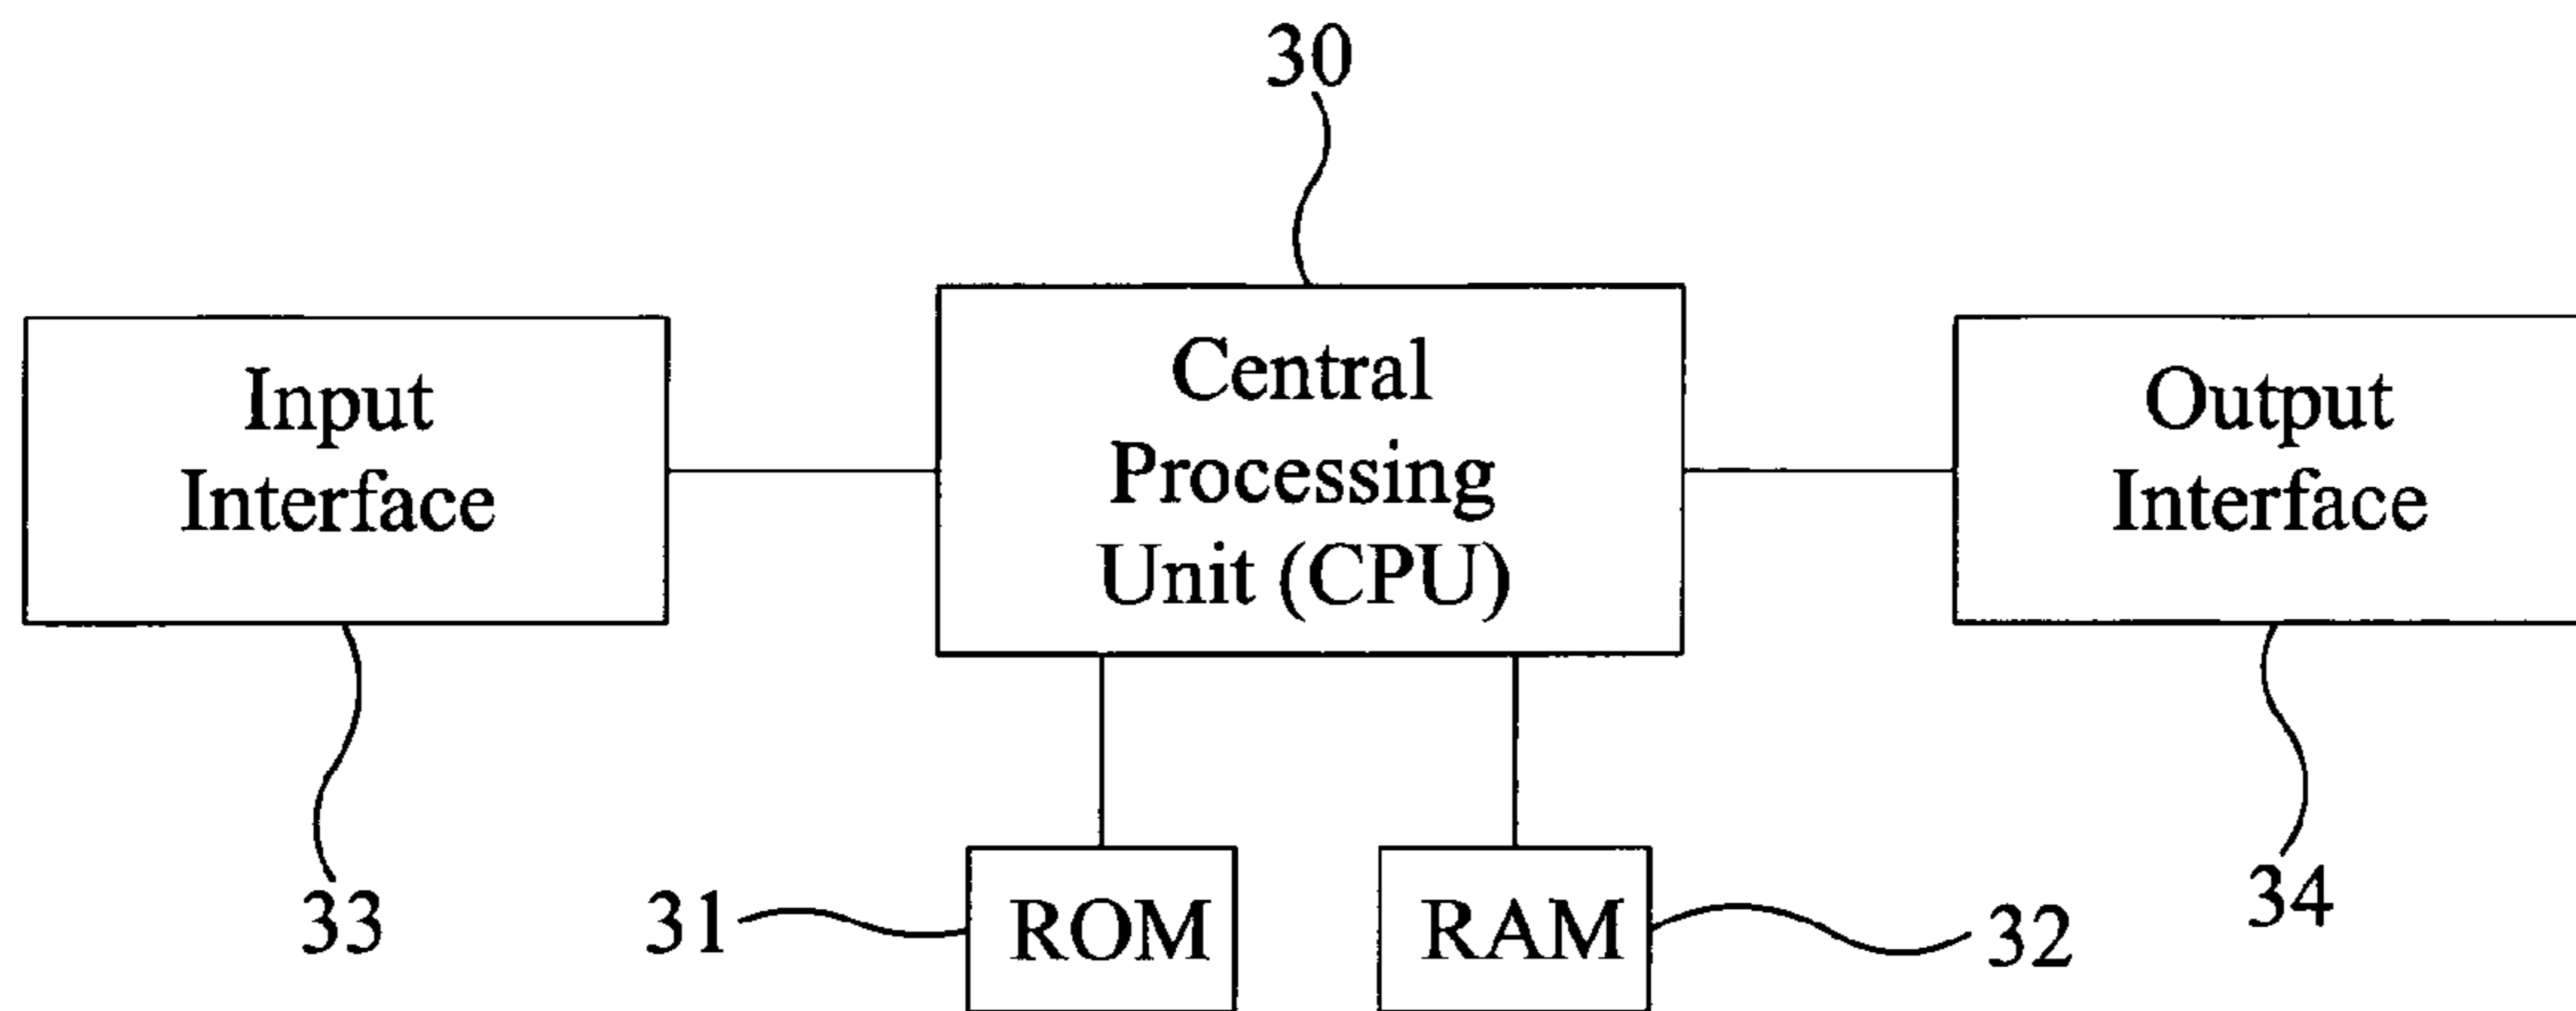 30
Input
Interface
Central
Processing
Unit (CPU)
Output
Interface
33
31
ROM
RAM
32
34